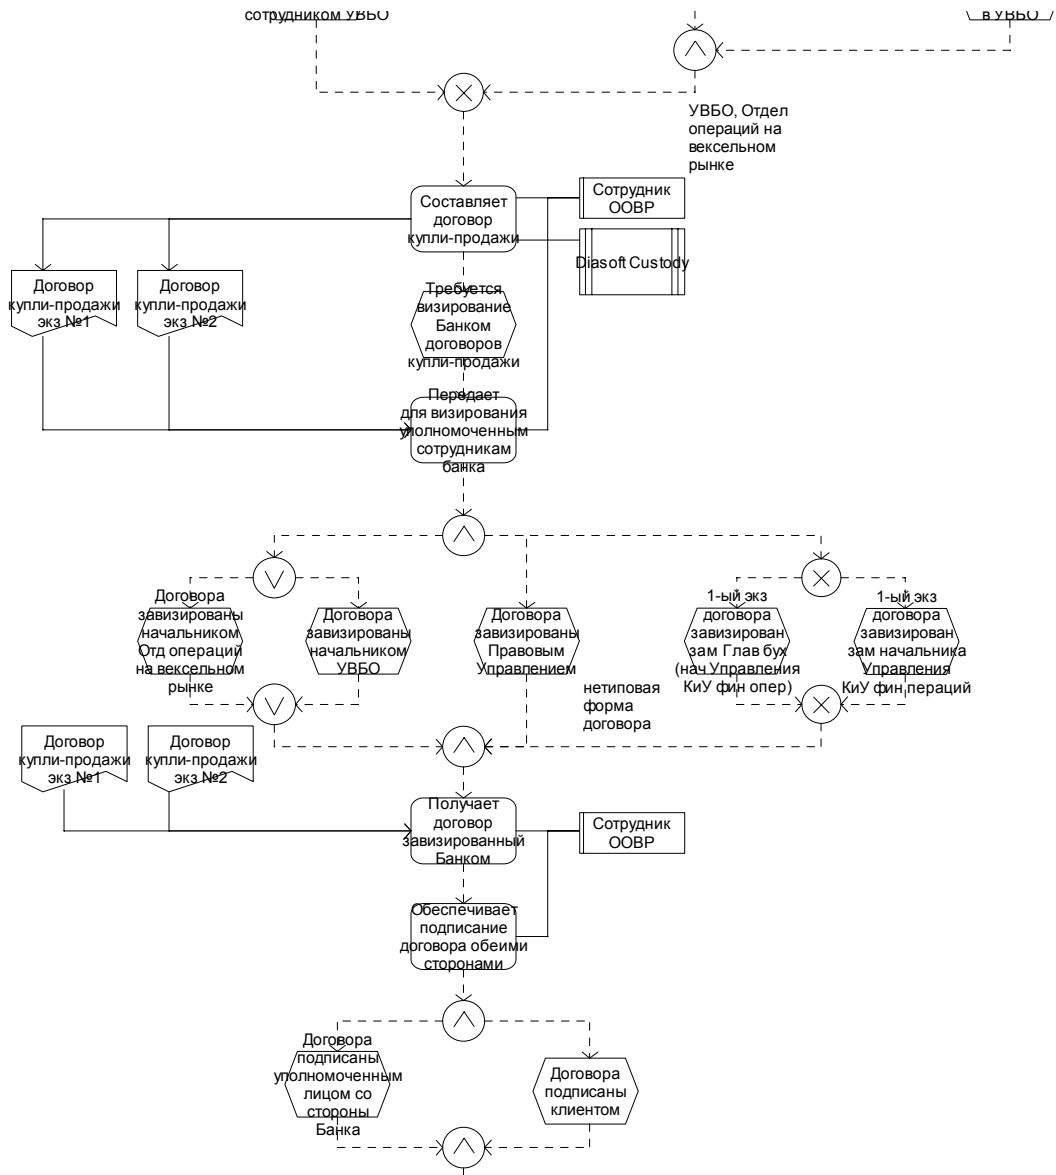 сотрудником УВБО
в УВБО
УВБО, Отдел
операций на
вексельном
рынке
Составляет
договор
купли-продажи
Сотрудник
ООВР
Diasoft Custody
Договор
купли-продажи
экз №1
Договор
купли-продажи
экз №2
Требуется
визирование
Банком
договоров
купли-продажи
Передает
для визирования
уполномоченным
сотрудникам
банка
Договора
завизированы
начальником
Отд операций
на вексельном
рынке
Договора
завизированы
начальником
УВБО
Договора
завизированы
Правовым
Управлением
1-ый экз
договора
завизирован
зам Глав бух
(нач Управления
КиУ фин опер)
1-ый экз
договора
завизирован
зам начальника
Управления
КиУ фин пераций
нетиповая
форма
договора
Договор
купли-продажи
экз №1
Договор
купли-продажи
экз №2
Получает
договор
завизированный
Банком
Сотрудник
ООВР
Обеспечивает
подписание
договора обеими
сторонами
Договора
подписаны
уполномоченным
лицом со
стороны
Банка
Договора
подписаны
клиентом